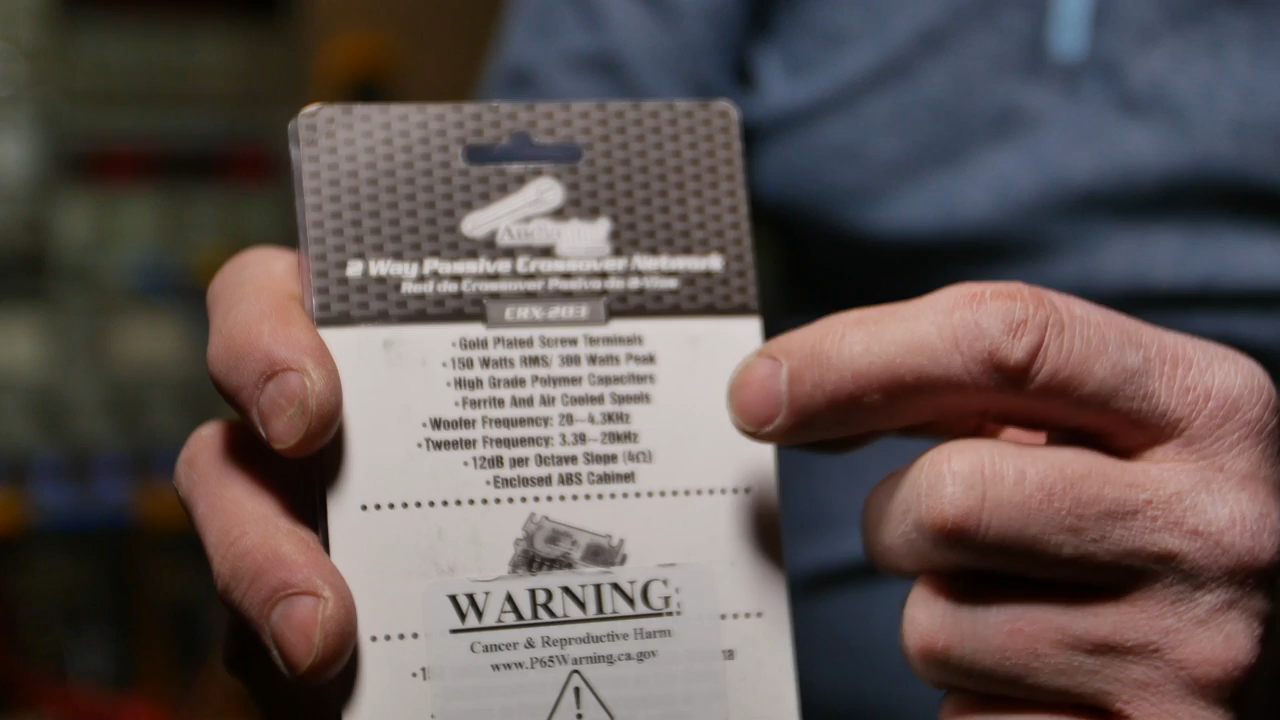 2 Way Passive Crossover Network
Red de Crossover Pasivo de 2 Vías
CRX-203
•Gold Plated Screw Terminals
•150 Watts RMS/ 300 Watts Peak
•High Grade Polymer Capacitors
•Ferrite And Air Cooled Spools
•Woofer Frequency: 20~4.3KHz
•Tweeter Frequency: 3.39~20kHz
•12dB per Octave Slope (4Ω)
•Enclosed ABS Cabinet
WARNING:
Cancer & Reproductive Harm
www.P65Warning.ca.gov